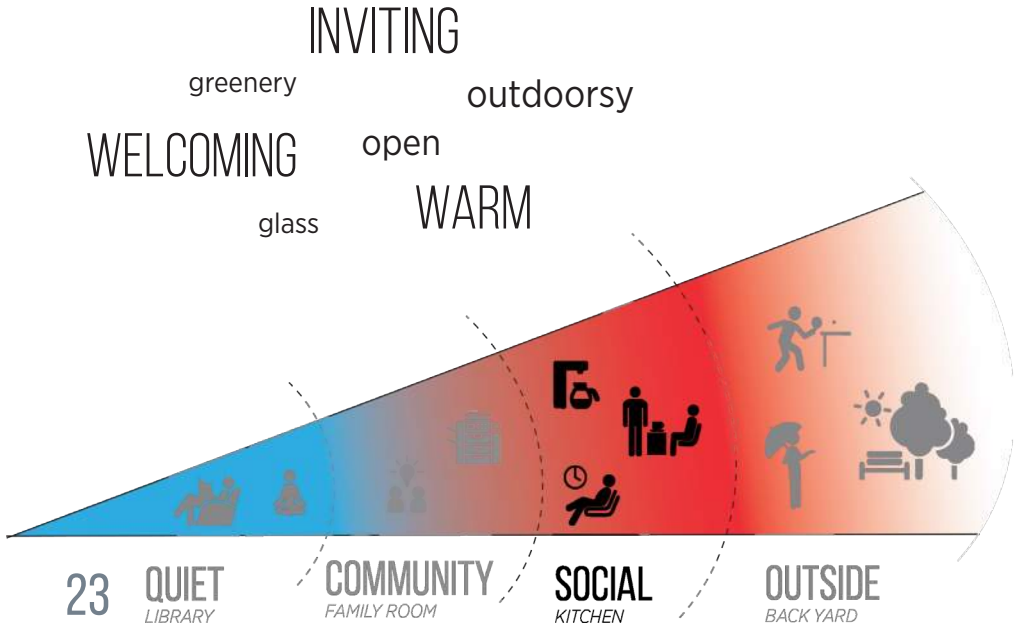 INVITING
greenery
outdoorsy
WELCOMING
open
WARM
glass
23
QUIET
LIBRARY
COMMUNITY
FAMILY ROOM
SOCIAL
KITCHEN
OUTSIDE
BACK YARD